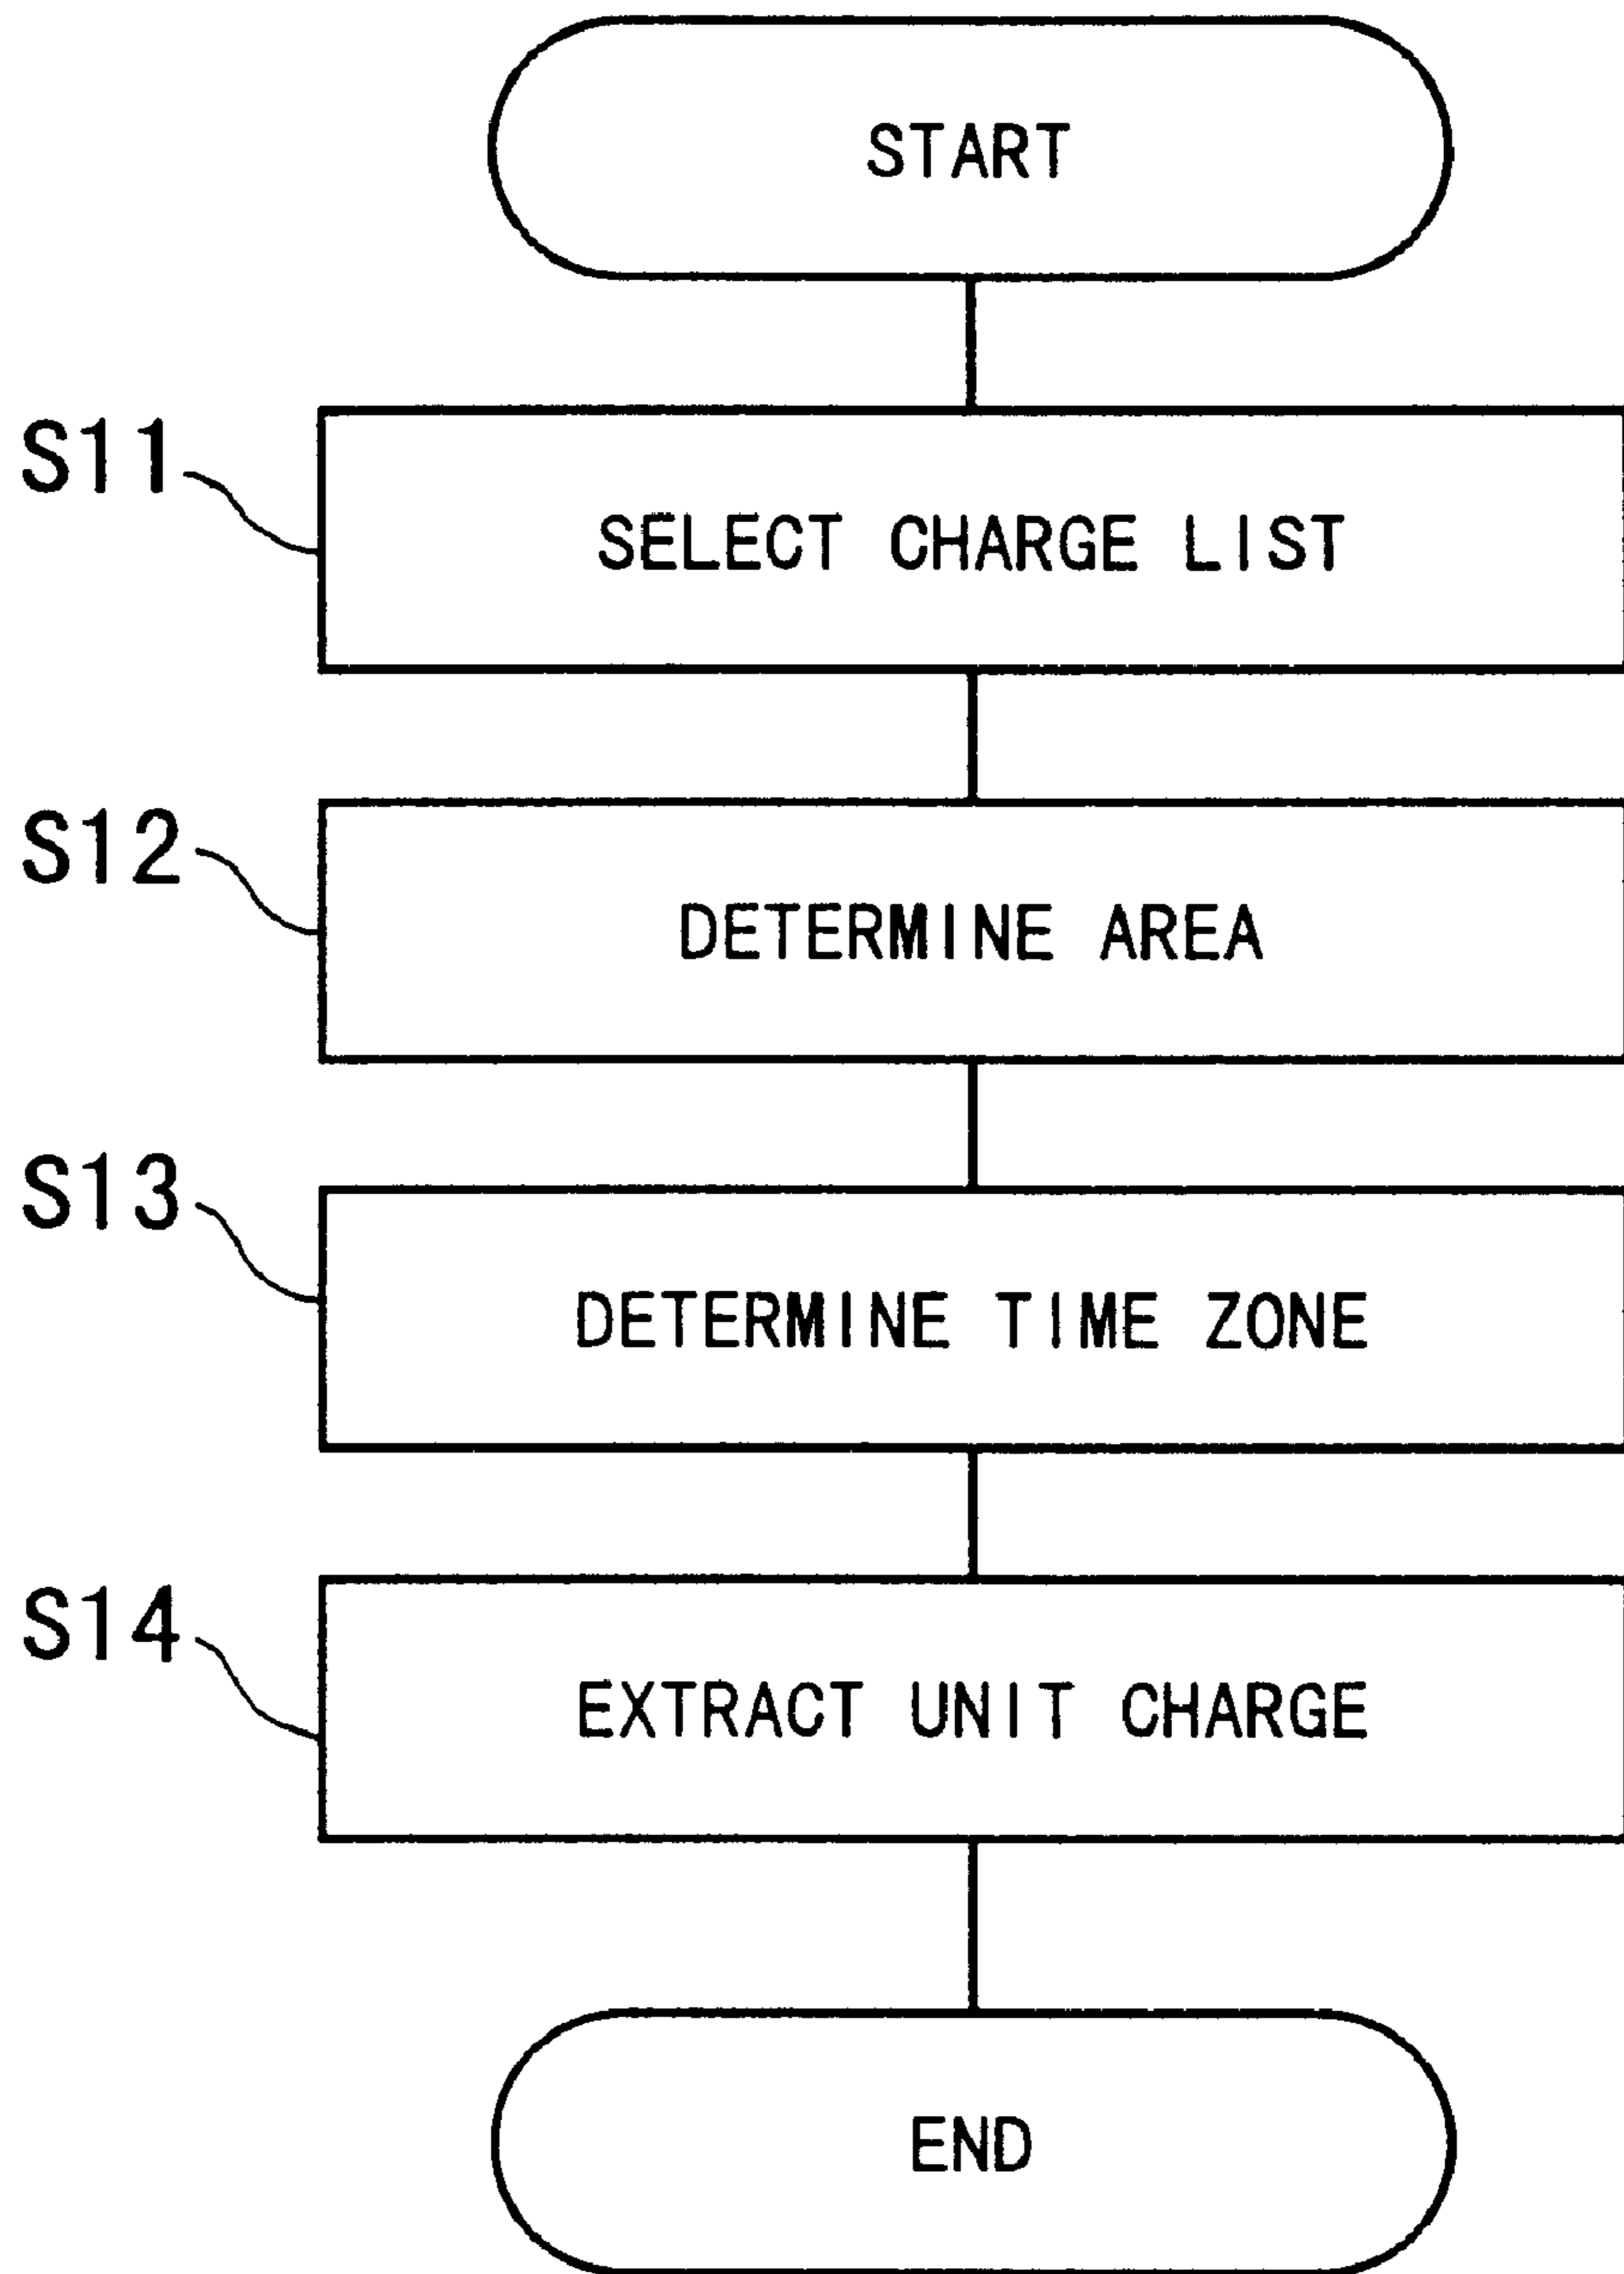 START
S11
SELECT CHARGE LIST
S12
DETERMINE AREA
S13
DETERMINE TIME ZONE
S14
EXTRACT UNIT CHARGE
END